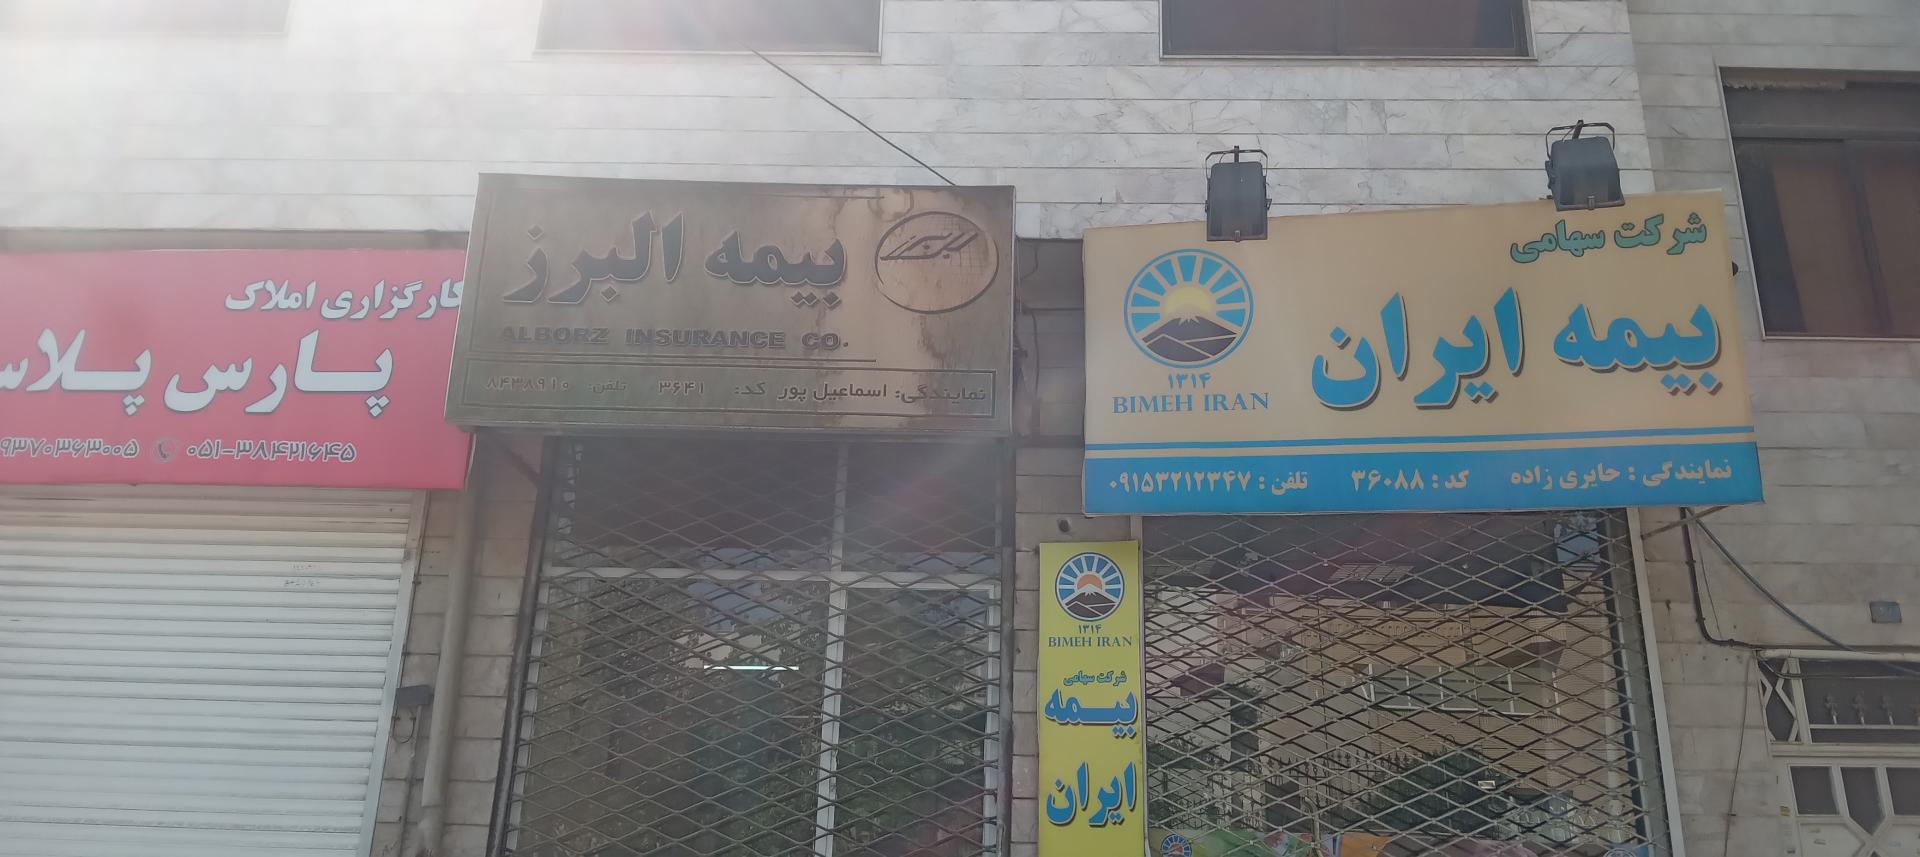 شرکت سهامی
بیمه ایران
۱۳۱۴
BIMEH IRAN
نمایندگی : حایری زاده کد : ۳۶۰۸۸ تلفن : ۰۹۱۵۳۲۱۲۳۴۷
۱۳۱۴
BIMEH IRAN
شرکت سهامی
بیمه
ایران
البرز
بیمه البرز
ALBORZ INSURANCE CO.
نمایندگی: اسماعیل پور کد: ۳۶۴۱ تلفن: ۸۴۳۸۹۱۰
کارگزاری املاک
پارس
۰۵۱-۳۸۴۲۱۶۴۵